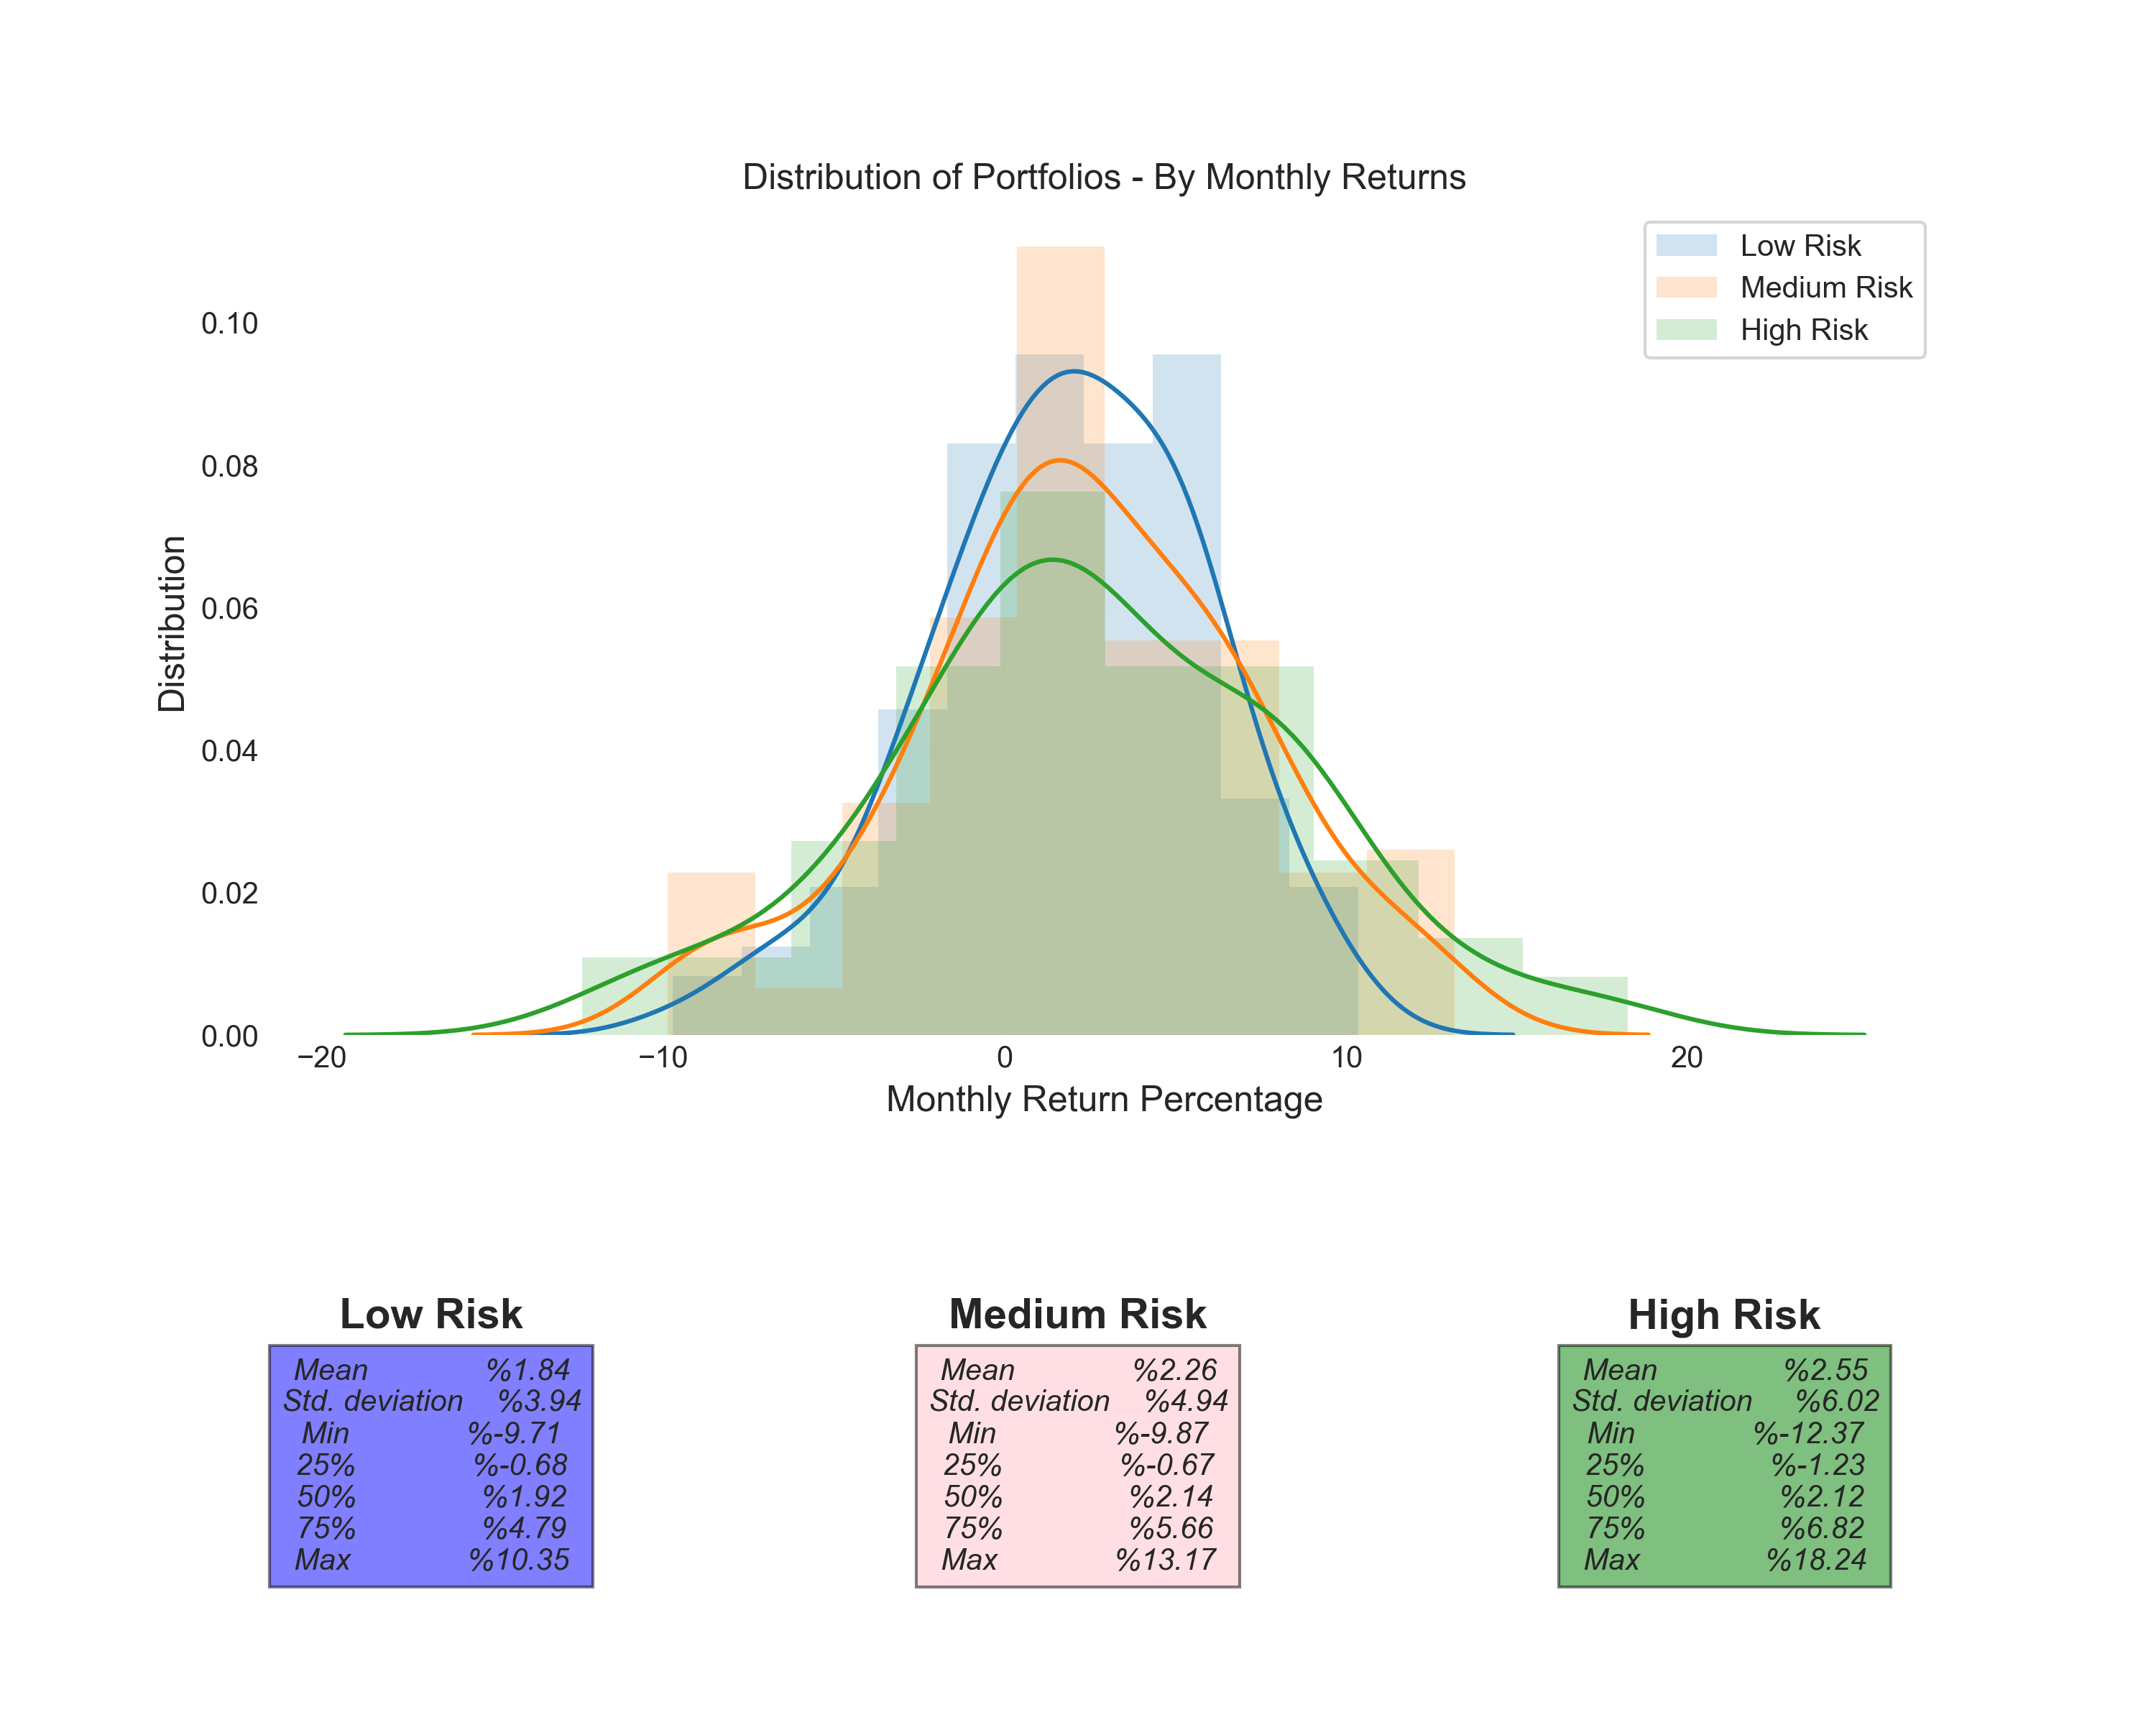 Distribution of Portfolios - By Monthly Returns
Low Risk
Medium Risk
High Risk
0.10
0.08
0.06
0.04
0.02
0.00
Distribution
−20 −10 0 10 20
Monthly Return Percentage
Low Risk
Mean %1.84
Std. deviation %3.94
Min %-9.71
25% %-0.68
50% %1.92
75% %4.79
Max %10.35
Medium Risk
Mean %2.26
Std. deviation %4.94
Min %-9.87
25% %-0.67
50% %2.14
75% %5.66
Max %13.17
High Risk
Mean %2.55
Std. deviation %6.02
Min %-12.37
25% %-1.23
50% %2.12
75% %6.82
Max %18.24